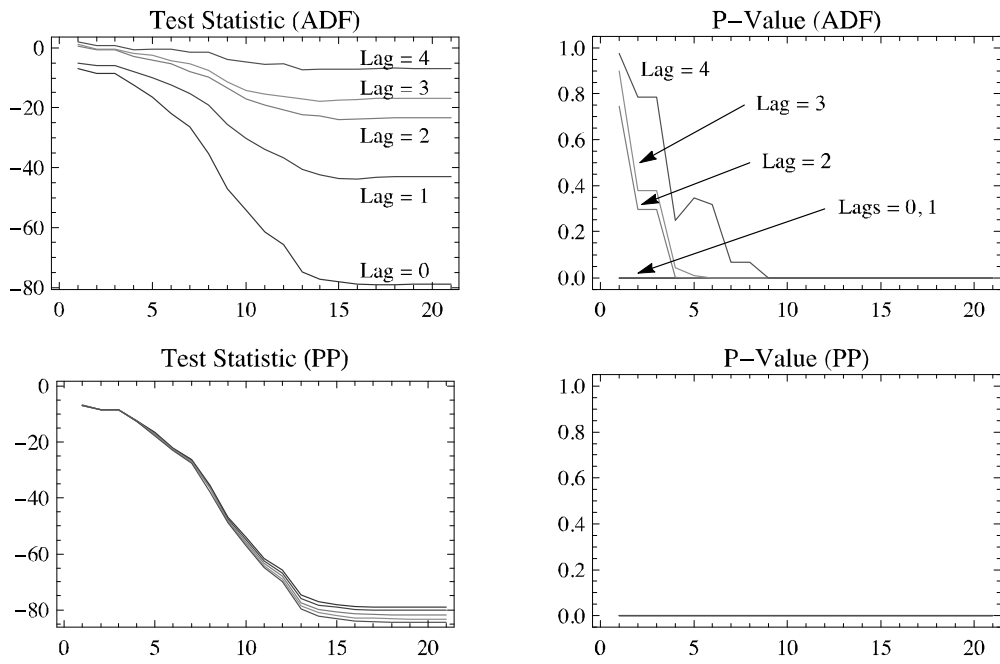 Test Statistic (ADF)
0
−20
−40
−60
−80
Lag = 4
Lag = 3
Lag = 2
Lag = 1
Lag = 0
0 5 10 15 20
P−Value (ADF)
1.0
0.8
0.6
0.4
0.2
0.0
Lag = 4
Lag = 3
Lag = 2
Lags = 0, 1
0 5 10 15 20
Test Statistic (PP)
0
−20
−40
−60
−80
0 5 10 15 20
P−Value (PP)
1.0
0.8
0.6
0.4
0.2
0.0
0 5 10 15 20